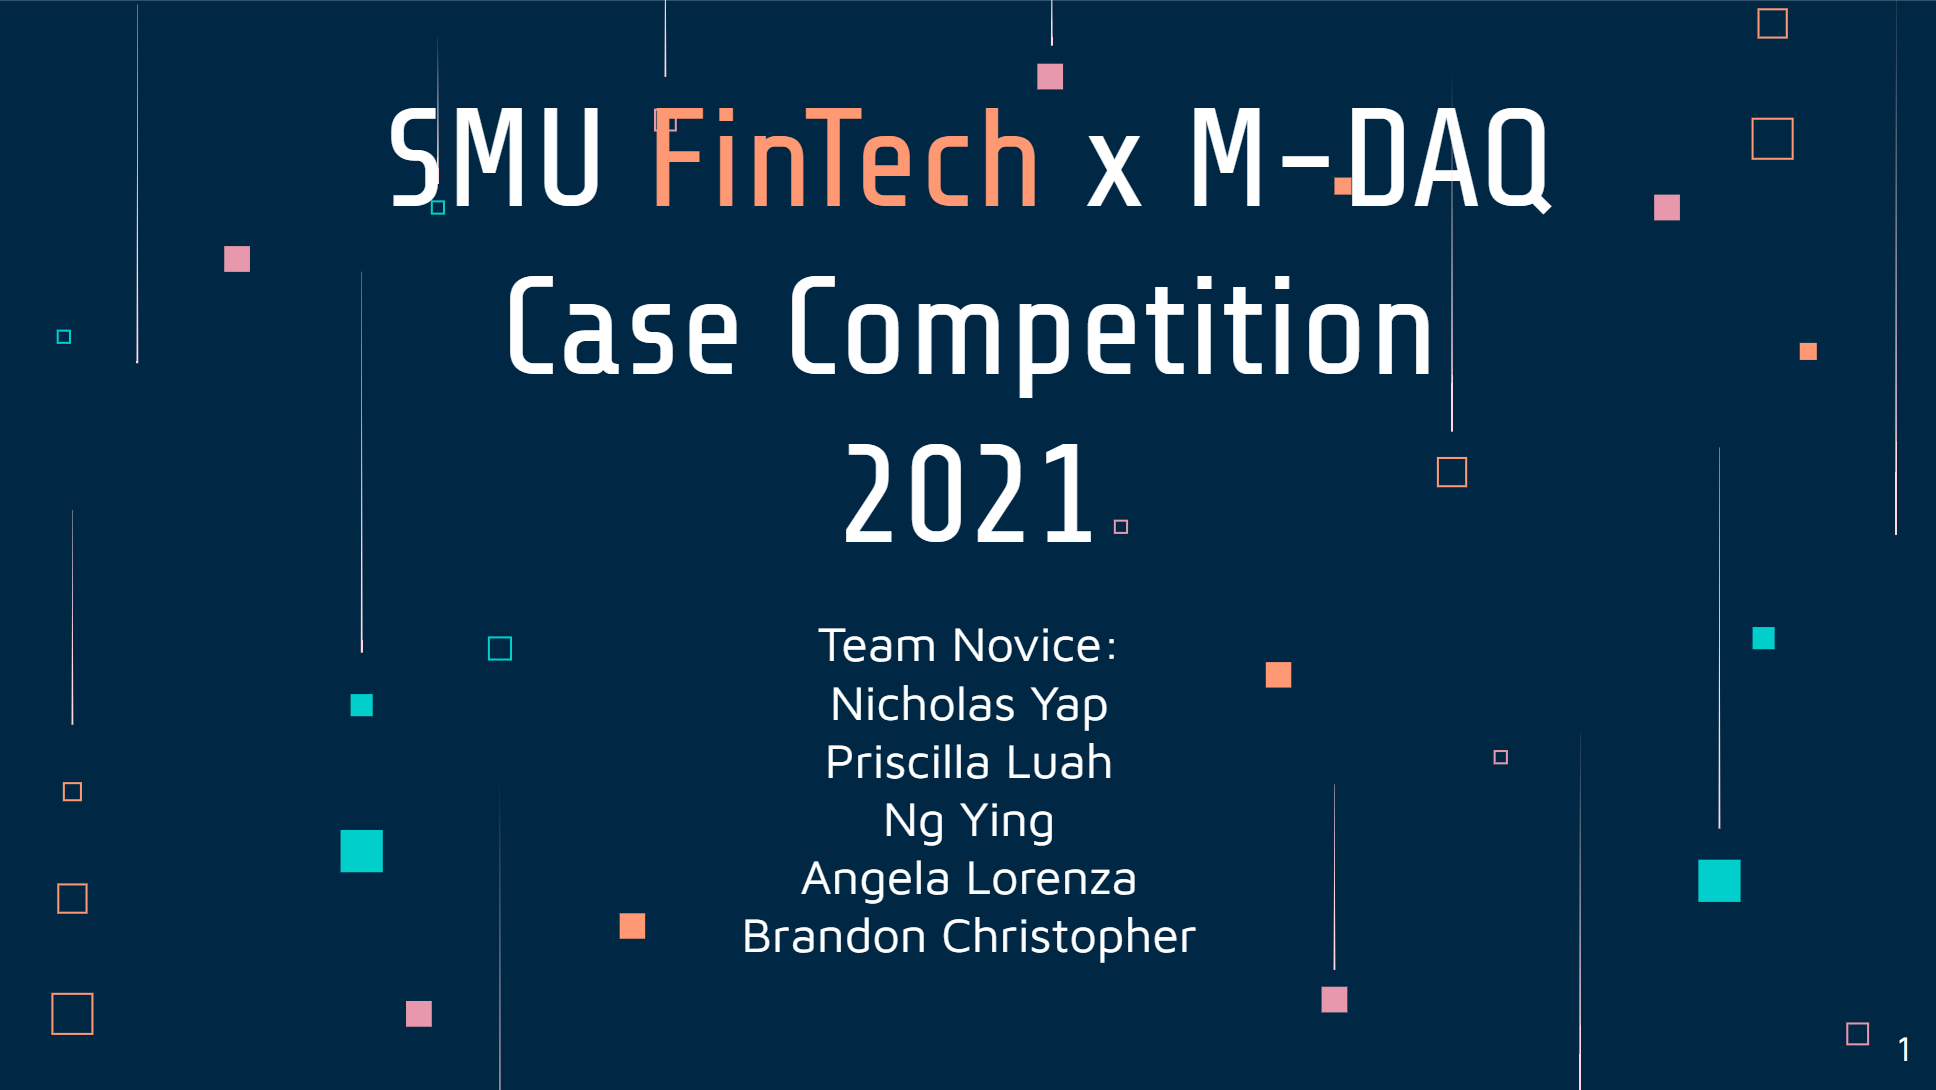 SMU FinTech x M-DAQ
Case Competition
2021
Team Novice:
Nicholas Yap
Priscilla Luah
Ng Ying
Angela Lorenza
Brandon Christopher
1